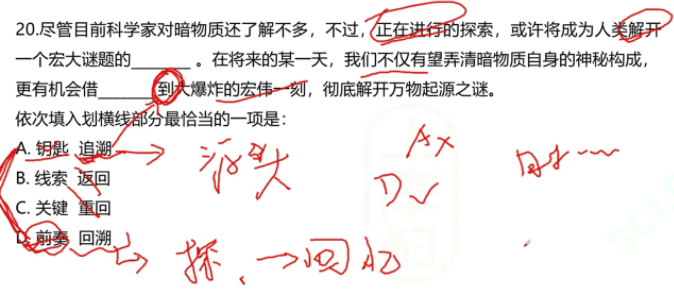 20.尽管目前科学家对暗物质还了解不多，不过，正在进行的探索，或许将成为人类解开
一个宏大谜题的_______ 。在将来的某一天，我们不仅有望弄清暗物质自身的神秘构成，
更有机会借_______到大爆炸的宏伟一刻，彻底解开万物起源之谜。
依次填入划横线部分最恰当的一项是：
A. 钥匙 追溯
源头
A×
B. 线索 返回
D√
C. 关键 重回
D. 前奏 回溯
探、→回忆